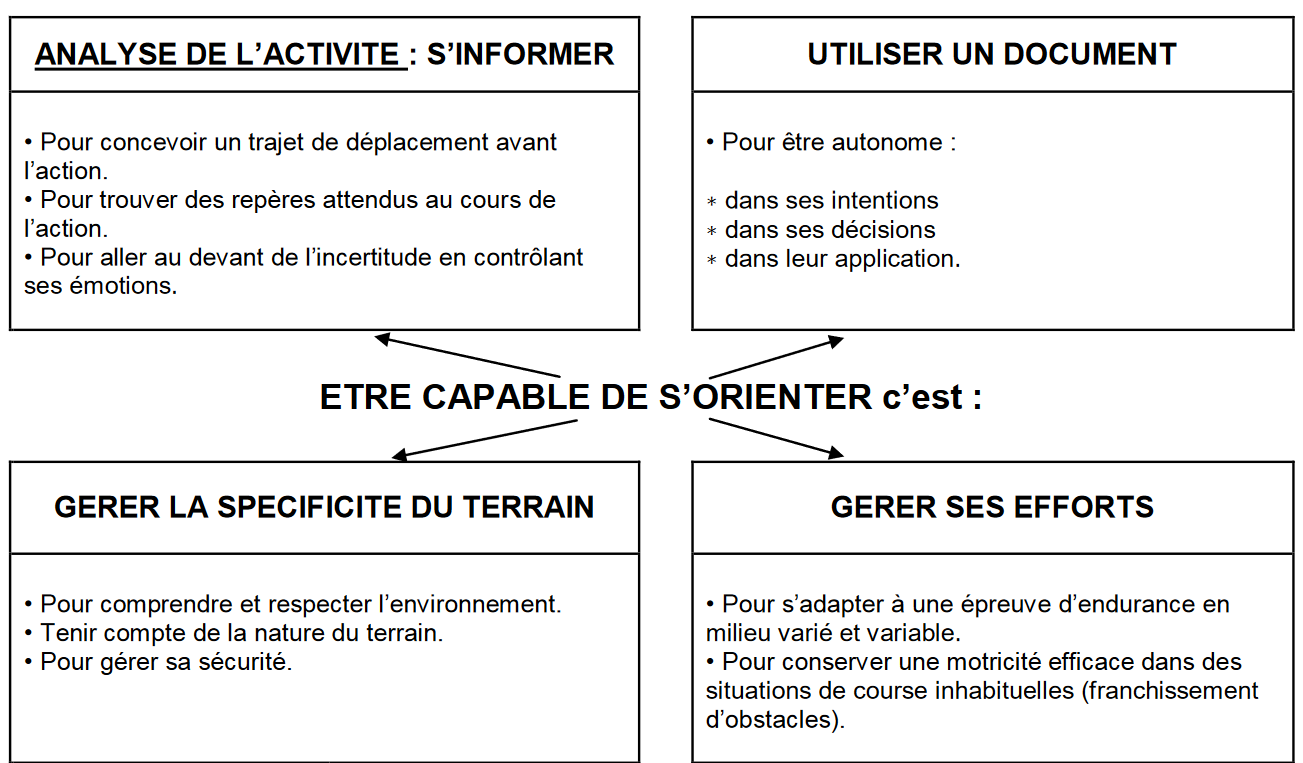 ANALYSE DE L’ACTIVITE : S’INFORMER
• Pour concevoir un trajet de déplacement avant
l’action.
• Pour trouver des repères attendus au cours de
l’action.
• Pour aller au devant de l’incertitude en contrôlant
ses émotions.
UTILISER UN DOCUMENT
• Pour être autonome :
∗ dans ses intentions
∗ dans ses décisions
∗ dans leur application.
ETRE CAPABLE DE S’ORIENTER c’est :
GERER LA SPECIFICITE DU TERRAIN
• Pour comprendre et respecter l’environnement.
• Tenir compte de la nature du terrain.
• Pour gérer sa sécurité.
GERER SES EFFORTS
• Pour s’adapter à une épreuve d’endurance en
milieu varié et variable.
• Pour conserver une motricité efficace dans des
situations de course inhabituelles (franchissement
d’obstacles).